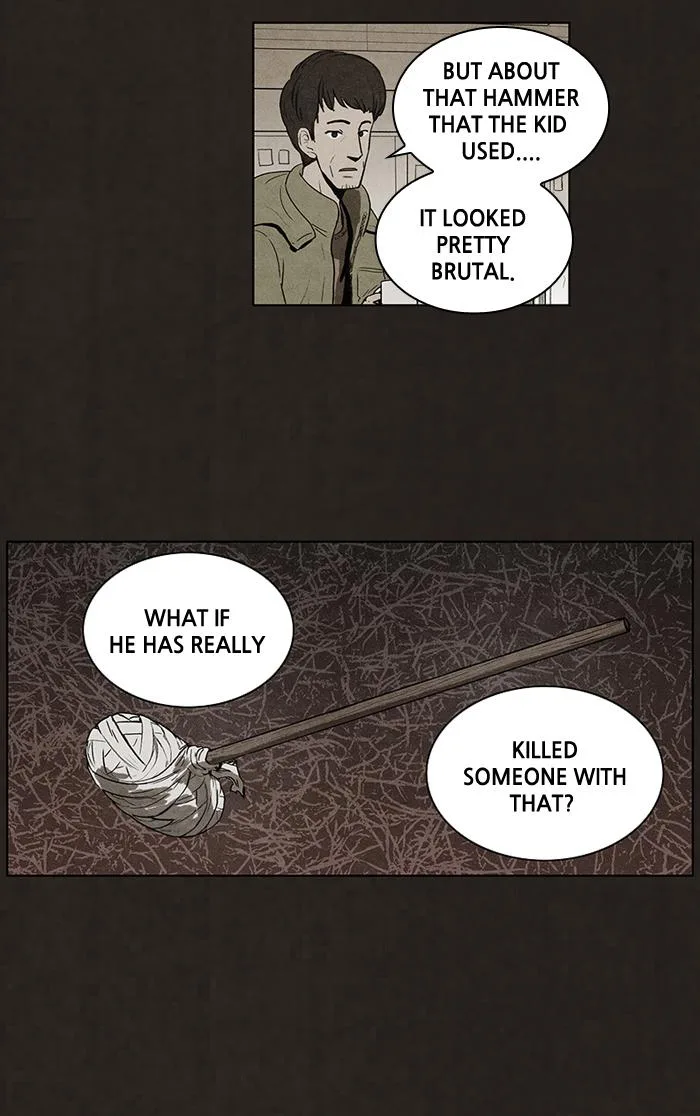 BUT ABOUT
THAT HAMMER
THAT THE KID
USED....
IT LOOKED
PRETTY
BRUTAL.
WHAT IF
HE HAS REALLY
KILLED
SOMEONE WITH
THAT?